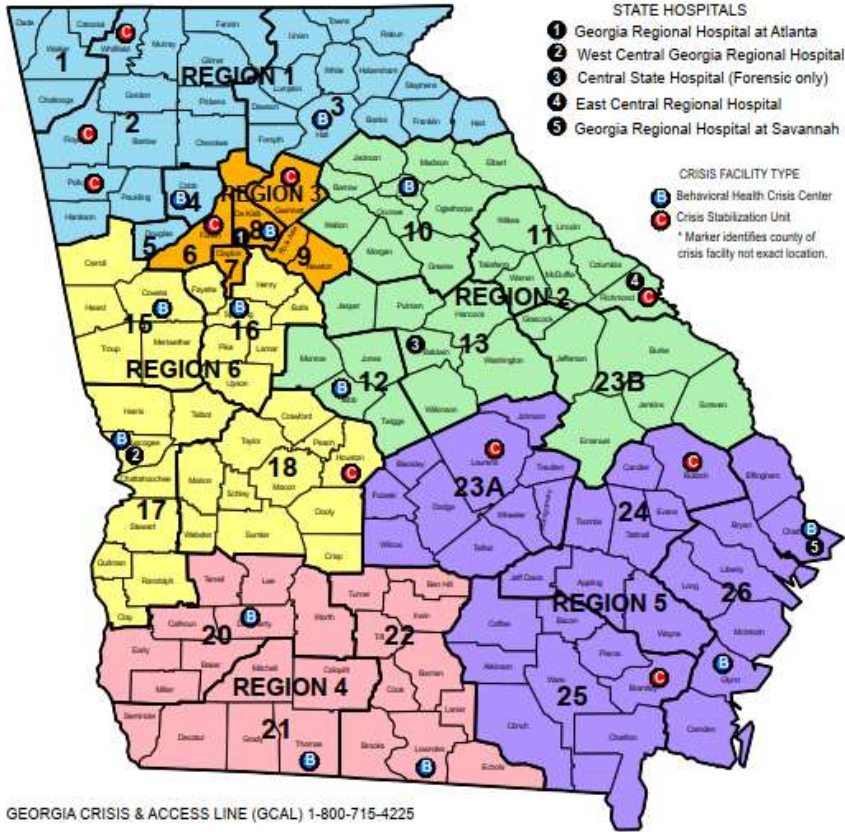 STATE HOSPITALS
1 Georgia Regional Hospital at Atlanta
2 West Central Georgia Regional Hospital
3 Central State Hospital (Forensic only)
4 East Central Regional Hospital
5 Georgia Regional Hospital at Savannah
CRISIS FACILITY TYPE
B Behavioral Health Crisis Center
C Crisis Stabilization Unit
* Marker identifies county of
crisis facility not exact location.
Dade Catoosa Fannin Towns Rabun
Walker Whitfield Murray Union
C
1 REGION 1 Gilmer White Habersham
Lumpkin Stephens
Chattooga Gordon Pickens Dawson 3
2 B Hall Banks Franklin Hart
Floyd C Bartow Cherokee Forsyth
Jackson Madison Elbert
Polk C Paulding Cobb B 4 C Gwinnett Barrow B
REGION 3
Haralson Douglas 5 Fulton C De Kalb 1 8 B Walton Oconee Oglethorpe Wilkes Lincoln
6 Clayton 7 9 Newton 10 11
Carroll Morgan Greene Taliaferro Warren McDuffie Columbia
Fayette Henry 4
Heard Coweta B B Butts Jasper Putnam REGION 2 Richmond C
15 16 Hancock Glascock
Troup Meriwether Pike Lamar 3 Baldwin 13 Jefferson Burke
REGION 6 Upson Monroe Jones Washington
12 23B
Harris Talbot Crawford B Bibb Wilkinson Jenkins Screven
Taylor Peach Twiggs Johnson Emanuel
B 2 Houston C
Chattahoochee Marion 18 Bleckley Laurens C Treutlen Candler Bulloch C Effingham
Schley Macon 23A
17 Dooly Pulaski Dodge 24 Evans
Stewart Webster Sumter Wheeler Montgomery Toombs Tattnall Bryan B
Crisp Wilcox Telfair 5
Quitman Randolph Liberty
Terrell Lee Ben Hill Jeff Davis Appling Long 26
Clay Turner REGION 5
Calhoun B Worth Irwin Coffee Bacon Wayne McIntosh
20 Tift 22
Early Baker Mitchell Colquitt Berrien Atkinson Pierce B
Miller REGION 4 Cook Ware Brantley C Glynn
Seminole Lanier 25
Decatur Grady 21 Thomas Brooks Lowndes Clinch Charlton Camden
B B Echols
GEORGIA CRISIS & ACCESS LINE (GCAL) 1-800-715-4225